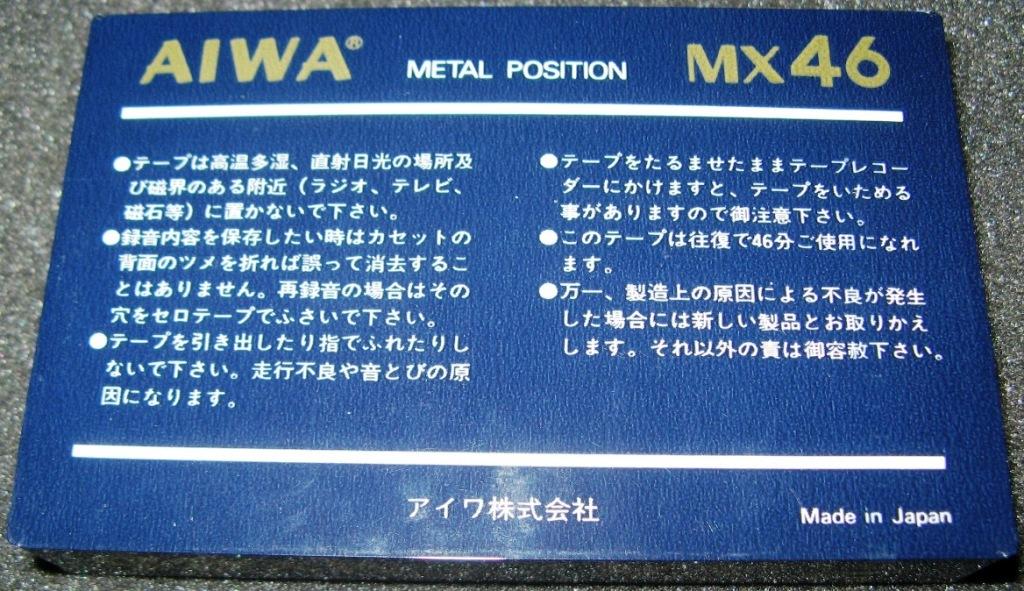 AIWA®
METAL POSITION
MX46
●テープは高温多湿、直射日光の場所及
び磁界のある附近（ラジオ、テレビ、
磁石等）に置かないで下さい。
●録音内容を保存したい時はカセットの
背面のツメを折れば誤って消去するこ
とはありません。再録音の場合はその
穴をセロテープでふさいで下さい。
●テープを引き出したり指でふれたりし
ないで下さい。走行不良や音とびの原
因になります。
●テープをたるませたままテープレコー
ダーにかけますと、テープをいためる
事がありますので御注意下さい。
●このテープは往復で46分ご使用になれ
ます。
●万一、製造上の原因による不良が発生
した場合には新しい製品とお取りかえ
します。それ以外の責は御容赦下さい。
アイワ株式会社
Made in Japan